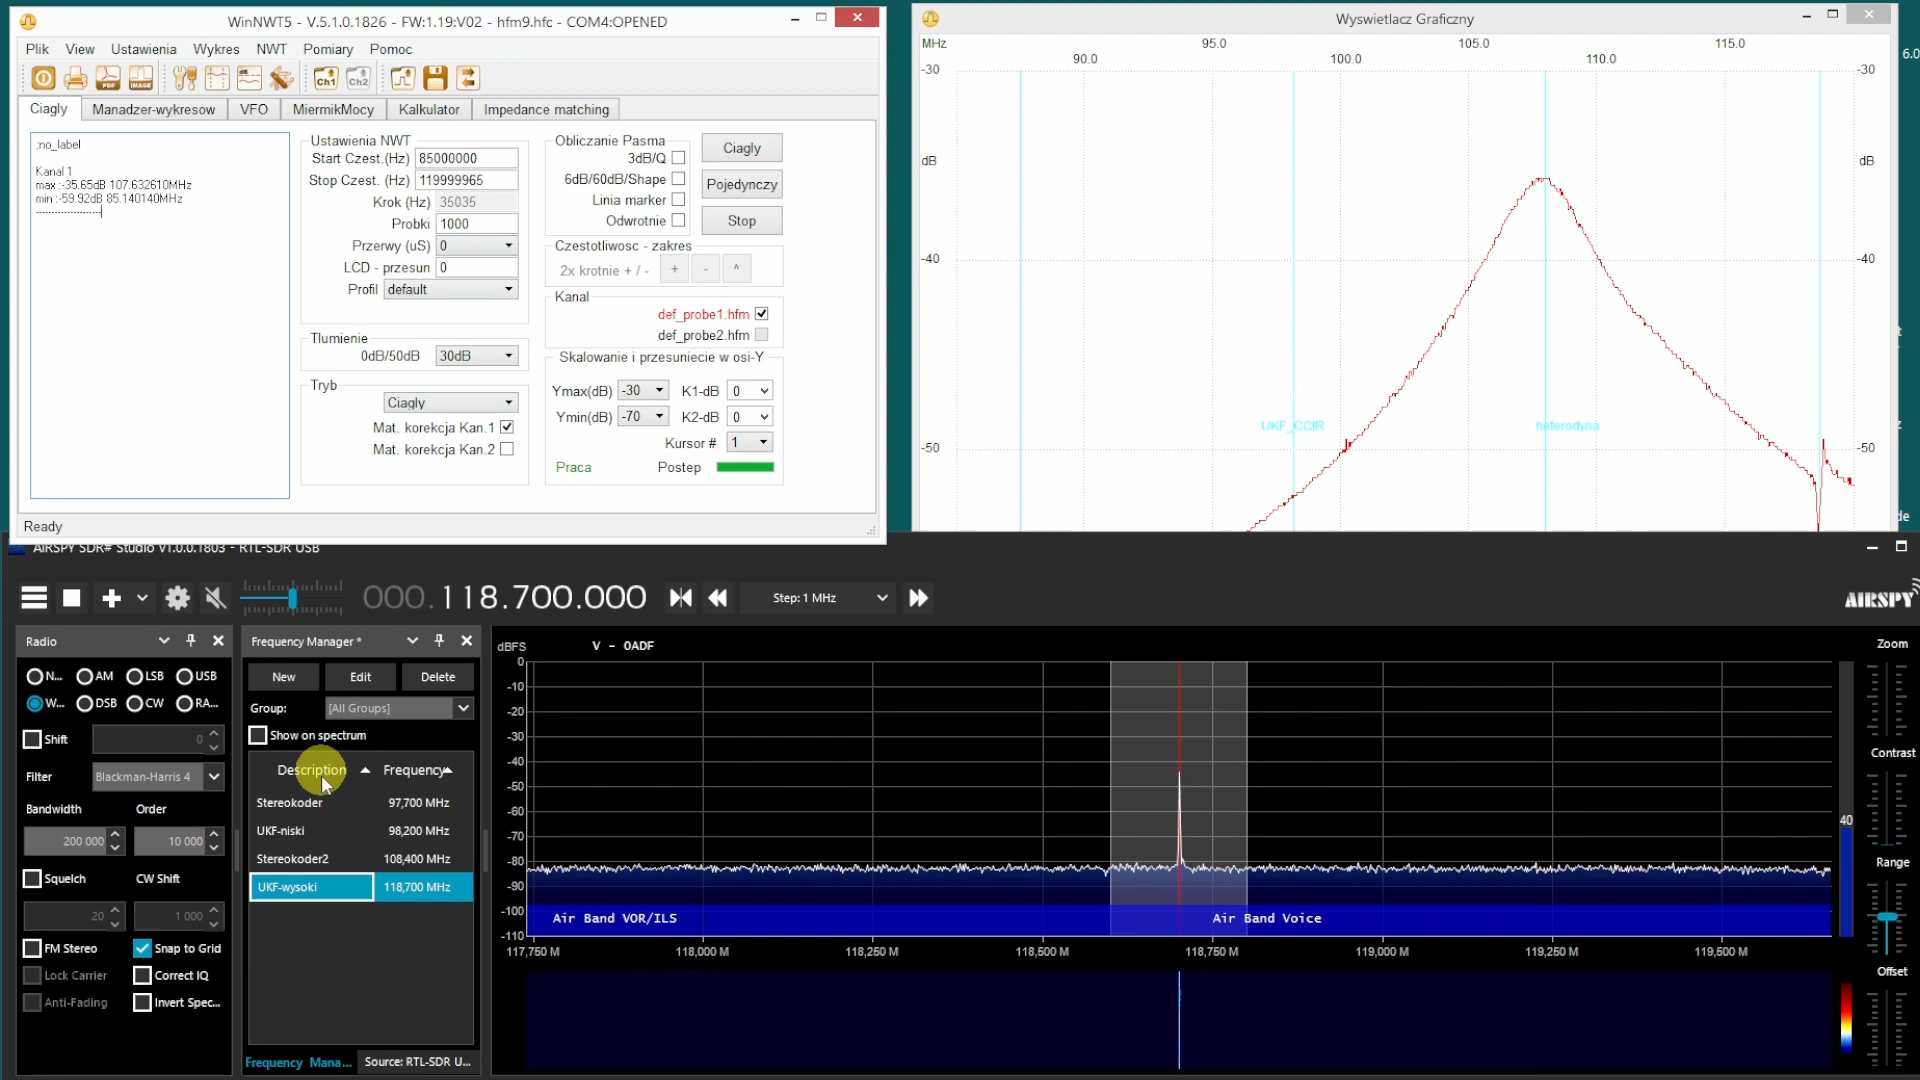 WinNWT5 - V.5.1.0.1826 - FW:1.19:V02 - hfm9.hfc - COM4:OPENED
Plik View Ustawienia Wykres NWT Pomiary Pomoc
PDF IMAGE Ch1 Ch2
Ciagly Manadzer-wykresow VFO MiermikMocy Kalkulator Impedance matching
;no_label
Kanal 1
max :-35.65dB 107.632610MHz
min :-59.92dB 85.140140MHz
---------------------
Ustawienia NWT
Start Czest.(Hz) 85000000
Stop Czest. (Hz) 119999965
Krok (Hz) 35035
Probki 1000
Przerwy (uS) 0
LCD - przesun 0
Profil default
Tlumienie
0dB/50dB 30dB
Tryb
Ciagly
Mat. korekcja Kan.1
Mat. korekcja Kan.2
Obliczanie Pasma
3dB/Q
6dB/60dB/Shape
Linia marker
Odwrotnie
Ciagly
Pojedynczy
Stop
Czestotliwosc - zakres
2x krotnie + / - + - ^
Kanal
def_probe1.hfm
def_probe2.hfm
Skalowanie i przesuniecie w osi-Y
Ymax(dB) -30 K1-dB 0
Ymin(dB) -70 K2-dB 0
Kursor # 1
Praca Postep
Ready
Wyswietlacz Graficzny
MHz 95.0 105.0 115.0
90.0 100.0 110.0
-30 -30
dB dB
-40 -40
UKF_CCIR heterodyna
-50 -50
6.0
de
AIRSPY SDR# Studio v1.0.0.1803 - RTL-SDR USB
000.118.700.000 Step: 1 MHz AIRSPY
Radio
N... AM LSB USB
W... DSB CW RA...
Shift 0
Filter Blackman-Harris 4
Bandwidth Order
200 000 10 000
Squelch CW Shift
20 1 000
FM Stereo Snap to Grid
Lock Carrier Correct IQ
Anti-Fading Invert Spec...
Frequency Manager *
New Edit Delete
Group: [All Groups]
Show on spectrum
Description Frequency
Stereokoder 97,700 MHz
UKF-niski 98,200 MHz
Stereokoder2 108,400 MHz
UKF-wysoki 118,700 MHz
Frequency Mana... Source: RTL-SDR U...
dBFS V - 0ADF
0
-10
-20
-30
-40
-50
-60
-70
-80
-90
-100
-110
Air Band VOR/ILS Air Band Voice
117,750 M 118,000 M 118,250 M 118,500 M 118,750 M 119,000 M 119,250 M 119,500 M
40
Zoom
Contrast
Range
Offset